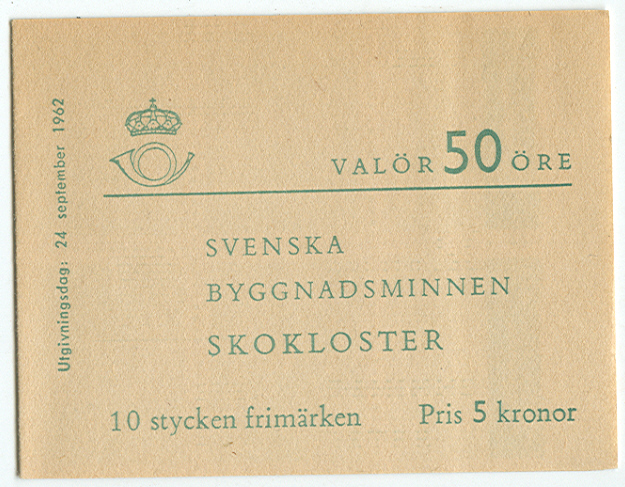 Utgivningsdag: 24 september 1962
VALÖR 50 ÖRE
SVENSKA
BYGGNADSMINNEN
SKOKLOSTER
10 stycken frimärken Pris 5 kronor